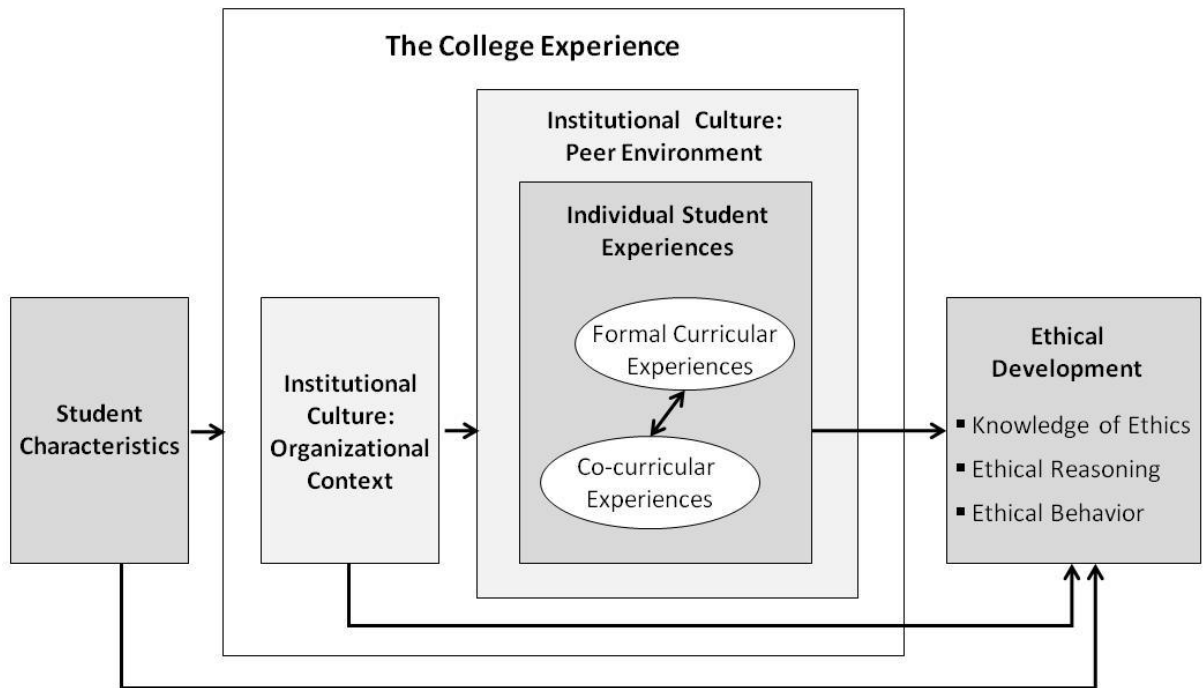 The College Experience
Institutional Culture:
Peer Environment
Individual Student
Experiences
Formal Curricular
Experiences
Co-curricular
Experiences
Student
Characteristics
Institutional
Culture:
Organizational
Context
Ethical
Development
▪ Knowledge of Ethics
▪ Ethical Reasoning
▪ Ethical Behavior